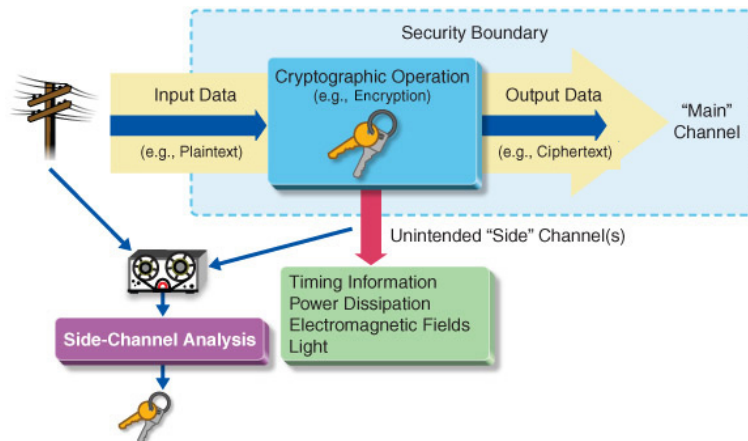 Security Boundary
Cryptographic Operation
(e.g., Encryption)
Input Data
(e.g., Plaintext)
Output Data
(e.g., Ciphertext)
“Main”
Channel
Unintended “Side” Channel(s)
Timing Information
Power Dissipation
Electromagnetic Fields
Light
Side-Channel Analysis